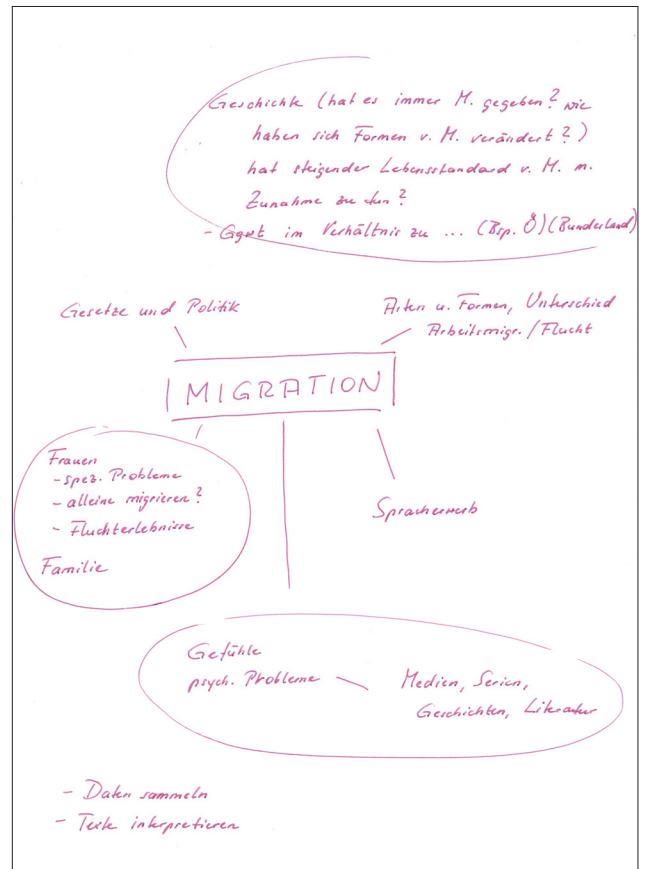 Geschichte (hat es immer M. gegeben? wie
haben sich Formen v. M. verändert?)
hat steigender Lebensstandard v. M. m.
Zunahme zu tun?
- Ggwt im Verhältnis zu ... (Bsp. Ö) (Bundesland)
Gesetze und Politik
Arten u. Formen, Unterschied
Arbeitsmigr. / Flucht
MIGRATION
Frauen
- spez. Probleme
- alleine migrieren?
- Fluchterlebnisse
Familie
Spracherwerb
Gefühle
psych. Probleme
Medien, Serien,
Geschichten, Literatur
- Daten sammeln
- Texte interpretieren